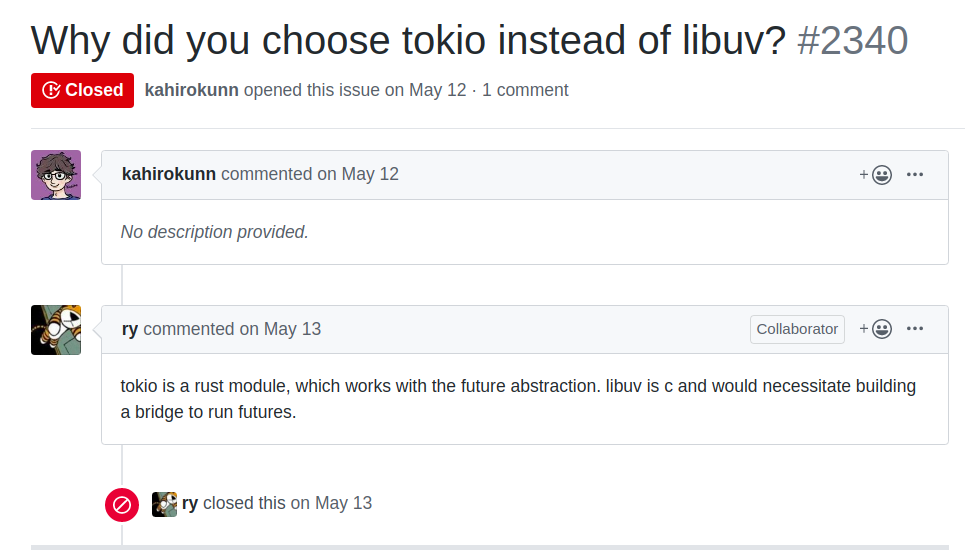 Why did you choose tokio instead of libuv? #2340
Closed kahirokunn opened this issue on May 12 · 1 comment
kahirokunn commented on May 12
No description provided.
ry commented on May 13 Collaborator
tokio is a rust module, which works with the future abstraction. libuv is c and would necessitate building
a bridge to run futures.
ry closed this on May 13